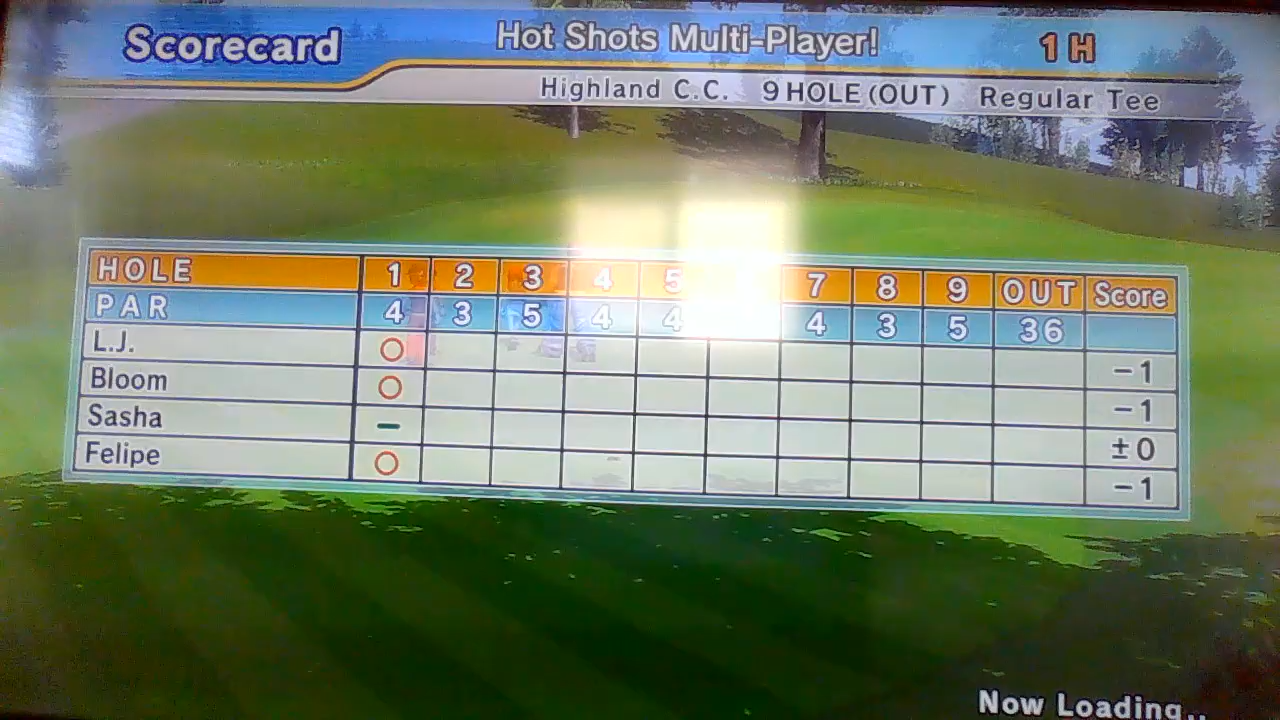 Scorecard Hot Shots Multi-Player! 1 H
Highland C.C. 9 HOLE (OUT) Regular Tee
HOLE 1 2 3 4 5 7 8 9 OUT Score
PAR 4 3 5 4 4 4 3 5 36
L.J. ○ -1
Bloom ○ -1
Sasha - ±0
Felipe ○ -1
Now Loading..